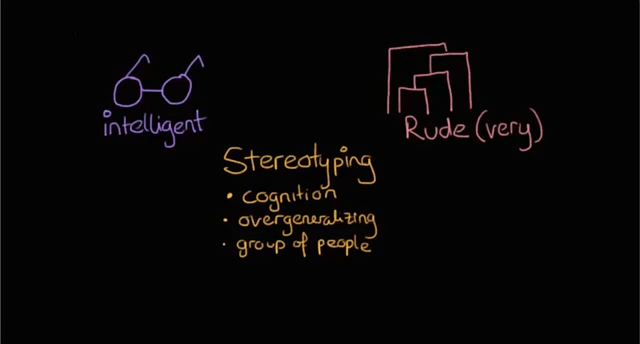 intelligent
Rude (very)
Stereotyping
• cognition
• overgeneralizing
• group of people